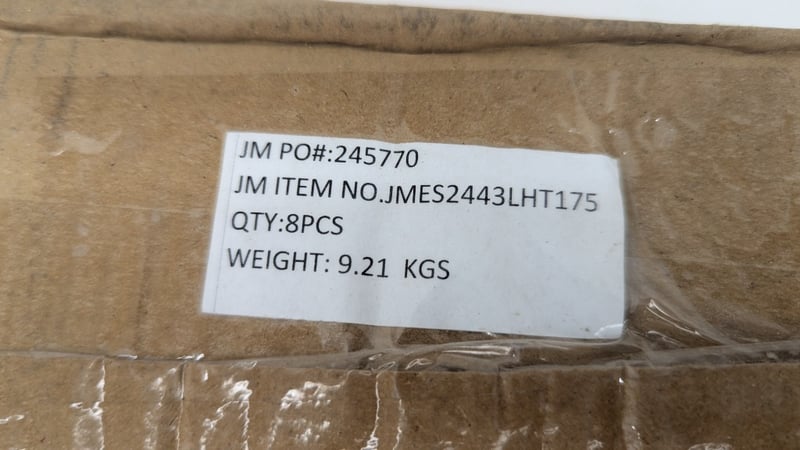 JM PO#:245770
JM ITEM NO.JMES2443LHT175
QTY:8PCS
WEIGHT: 9.21 KGS